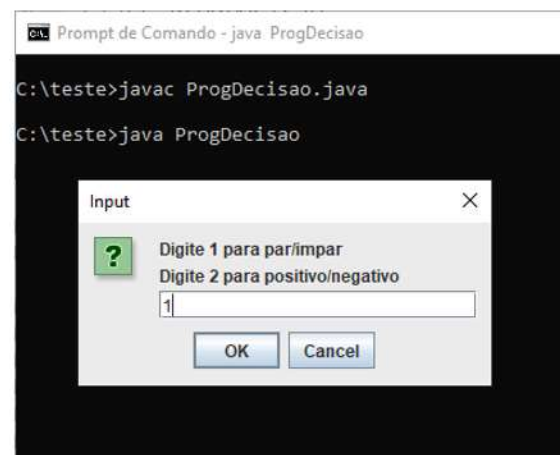 Prompt de Comando - java ProgDecisao
C:\teste>javac ProgDecisao.java
C:\teste>java ProgDecisao
Input
?
Digite 1 para par/impar
Digite 2 para positivo/negativo
1
OK
Cancel